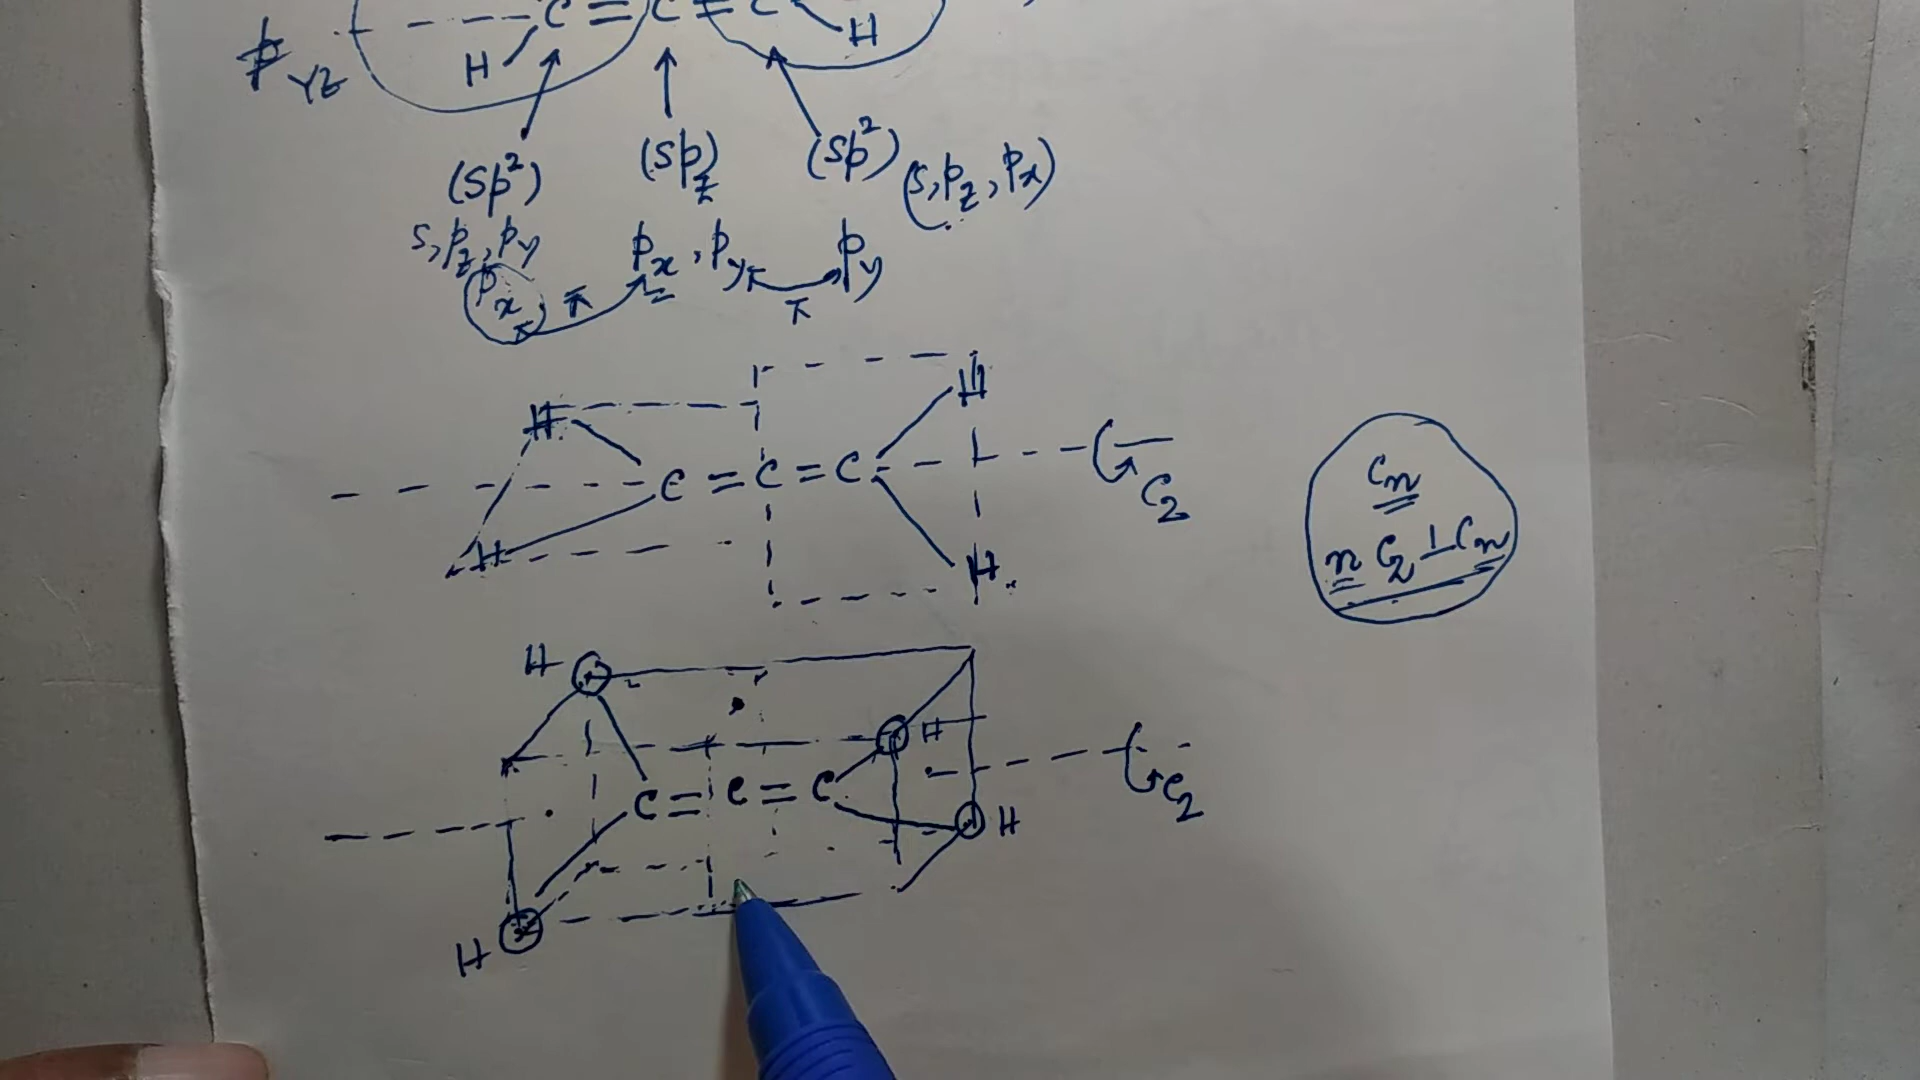 C = C = C
H
H
p YZ
(sp²) (sp z) (sp²) (s, pz, px)
s, pz, py
px , py py
px π π
H H
C = C = C C₂
H H
Cn
n C₂ ⊥ Cn
H
H
C = C = C C₂
H
H